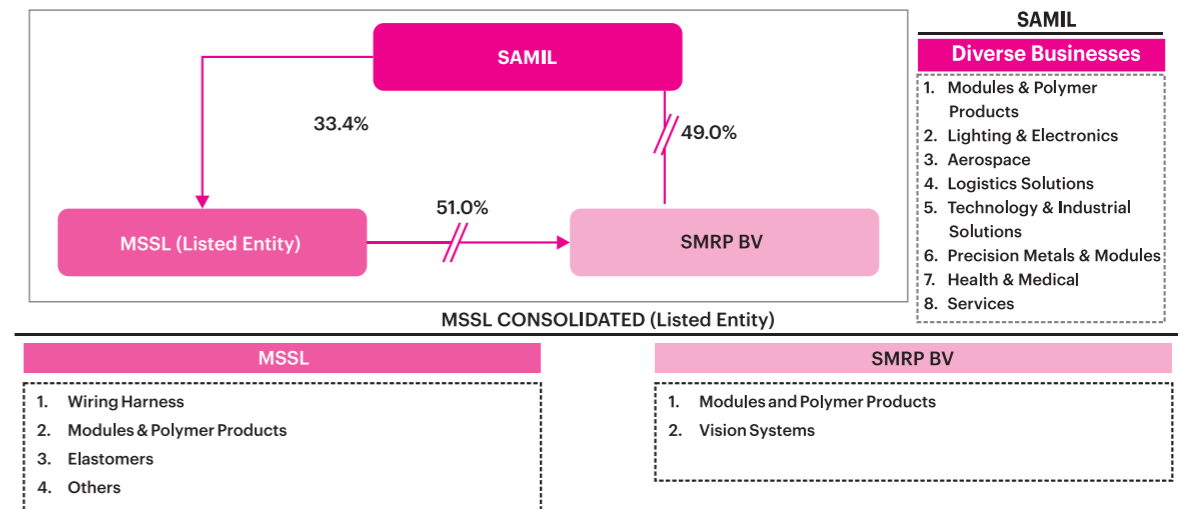 SAMIL
33.4%
49.0%
51.0%
MSSL (Listed Entity)
SMRP BV
SAMIL
Diverse Businesses
1. Modules & Polymer
Products
2. Lighting & Electronics
3. Aerospace
4. Logistics Solutions
5. Technology & Industrial
Solutions
6. Precision Metals & Modules
7. Health & Medical
8. Services
MSSL CONSOLIDATED (Listed Entity)
MSSL
1. Wiring Harness
2. Modules & Polymer Products
3. Elastomers
4. Others
SMRP BV
1. Modules and Polymer Products
2. Vision Systems